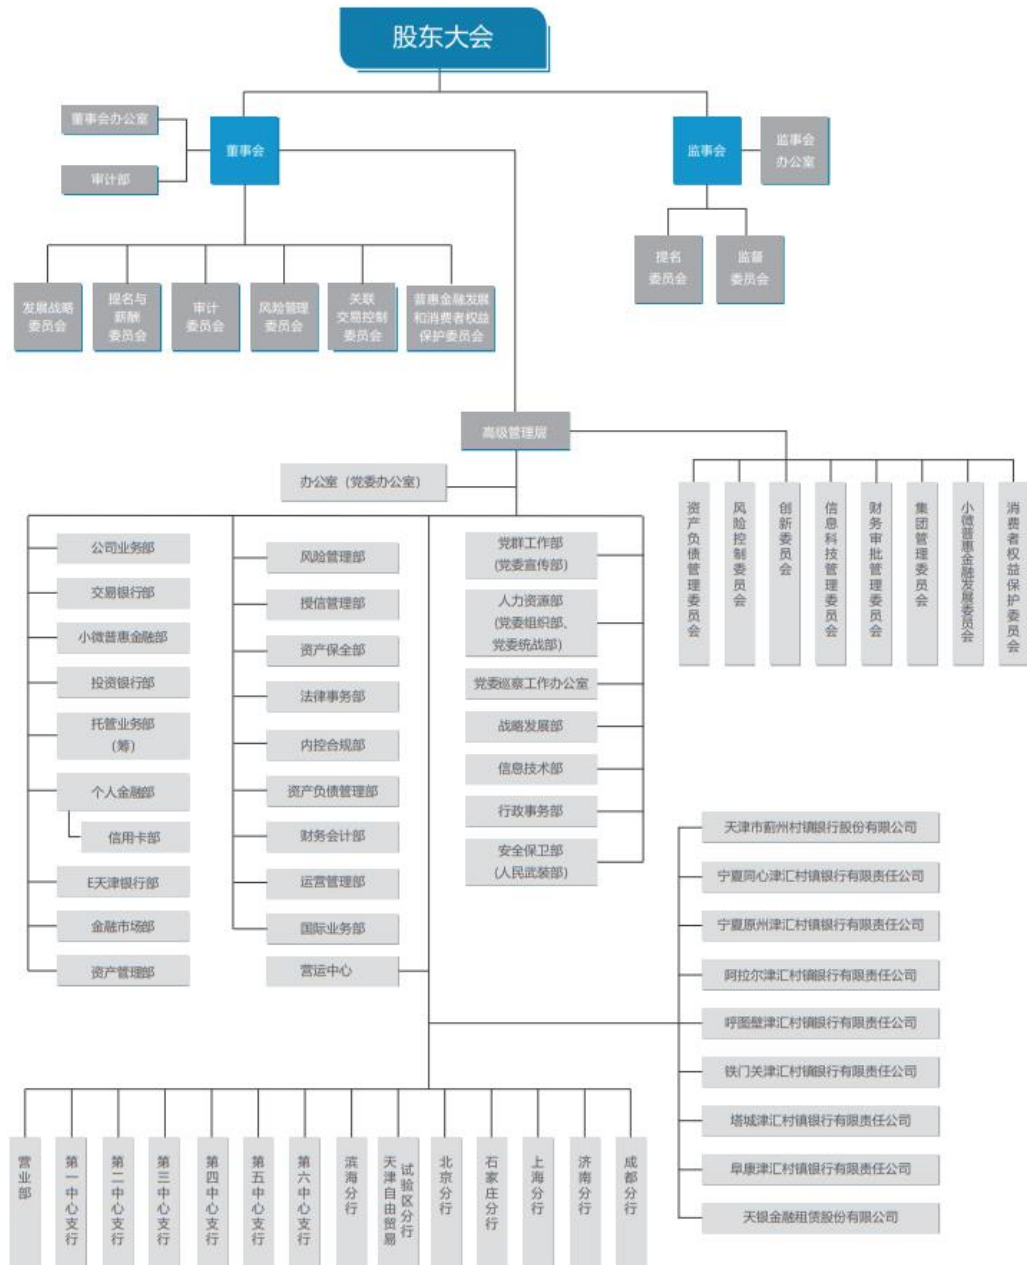 股东大会
董事会办公室
审计部
董事会
监事会
监事会
办公室
提名
委员会
监督
委员会
发展战略
委员会
提名与
薪酬
委员会
审计
委员会
风险管理
委员会
关联
交易控制
委员会
普惠金融发展
和消费者权益
保护委员会
高级管理层
办公室（党委办公室）
资产负债管理委员会
风险控制委员会
创新委员会
信息科技管理委员会
财务审批管理委员会
集团管理委员会
小微普惠金融发展委员会
消费者权益保护委员会
公司业务部
交易银行部
小微普惠金融部
投资银行部
托管业务部
(筹)
个人金融部
信用卡部
E天津银行部
金融市场部
资产管理部
风险管理部
授信管理部
资产保全部
法律事务部
内控合规部
资产负债管理部
财务会计部
运营管理部
国际业务部
营运中心
党群工作部
(党委宣传部)
人力资源部
(党委组织部、
党委统战部)
党委巡察工作办公室
战略发展部
信息技术部
行政事务部
安全保卫部
(人民武装部)
天津市蓟州村镇银行股份有限公司
宁夏同心津汇村镇银行有限责任公司
宁夏原州津汇村镇银行有限责任公司
阿拉尔津汇村镇银行有限责任公司
呼图壁津汇村镇银行有限责任公司
铁门关津汇村镇银行有限责任公司
塔城津汇村镇银行有限责任公司
阜康津汇村镇银行有限责任公司
天银金融租赁股份有限公司
营业部
第一中心支行
第二中心支行
第三中心支行
第四中心支行
第五中心支行
第六中心支行
滨海分行
天津自由贸易
试验区分行
北京分行
石家庄分行
上海分行
济南分行
成都分行